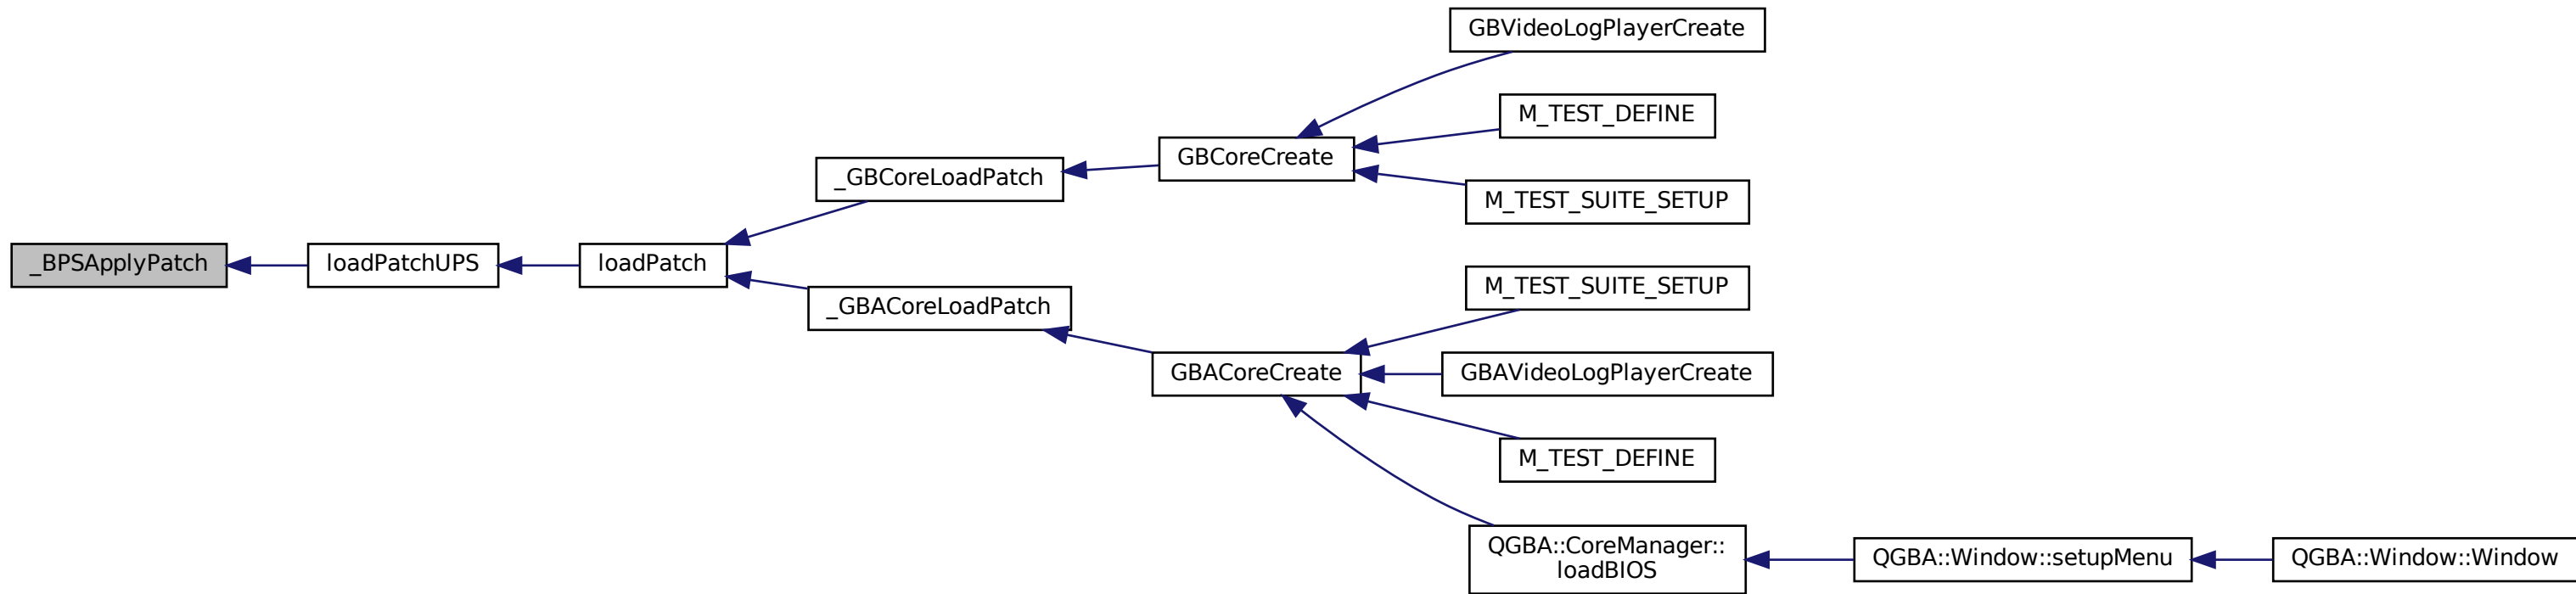 GBVideoLogPlayerCreate
M_TEST_DEFINE
GBCoreCreate
_GBCoreLoadPatch
M_TEST_SUITE_SETUP
_BPSApplyPatch
loadPatchUPS
loadPatch
M_TEST_SUITE_SETUP
_GBACoreLoadPatch
GBACoreCreate
GBAVideoLogPlayerCreate
M_TEST_DEFINE
QGBA::CoreManager::
loadBIOS
QGBA::Window::setupMenu
QGBA::Window::Window